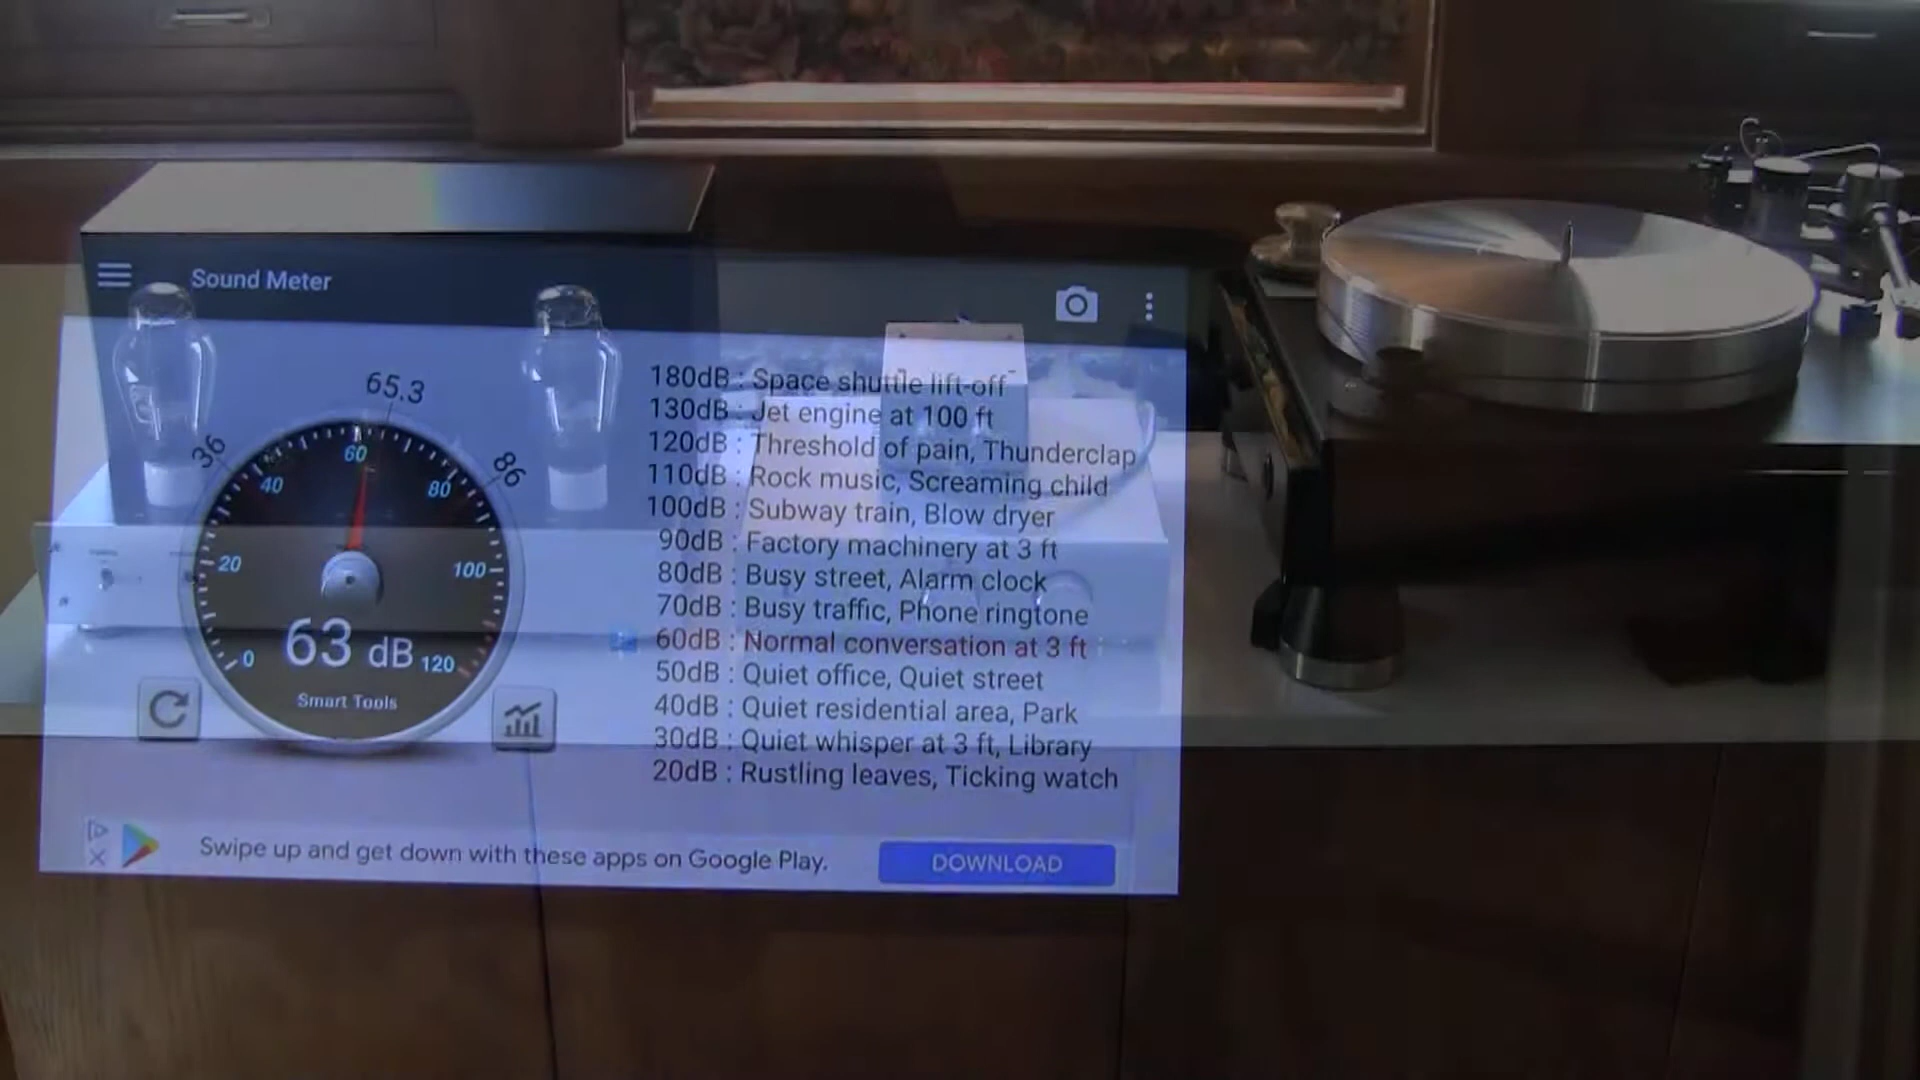 Sound Meter
65.3
36
86
60
40
80
20
100
0
120
63 dB
Smart Tools
180dB : Space shuttle lift-off
130dB : Jet engine at 100 ft
120dB : Threshold of pain, Thunderclap
110dB : Rock music, Screaming child
100dB : Subway train, Blow dryer
90dB : Factory machinery at 3 ft
80dB : Busy street, Alarm clock
70dB : Busy traffic, Phone ringtone
60dB : Normal conversation at 3 ft
50dB : Quiet office, Quiet street
40dB : Quiet residential area, Park
30dB : Quiet whisper at 3 ft, Library
20dB : Rustling leaves, Ticking watch
Swipe up and get down with these apps on Google Play.
DOWNLOAD